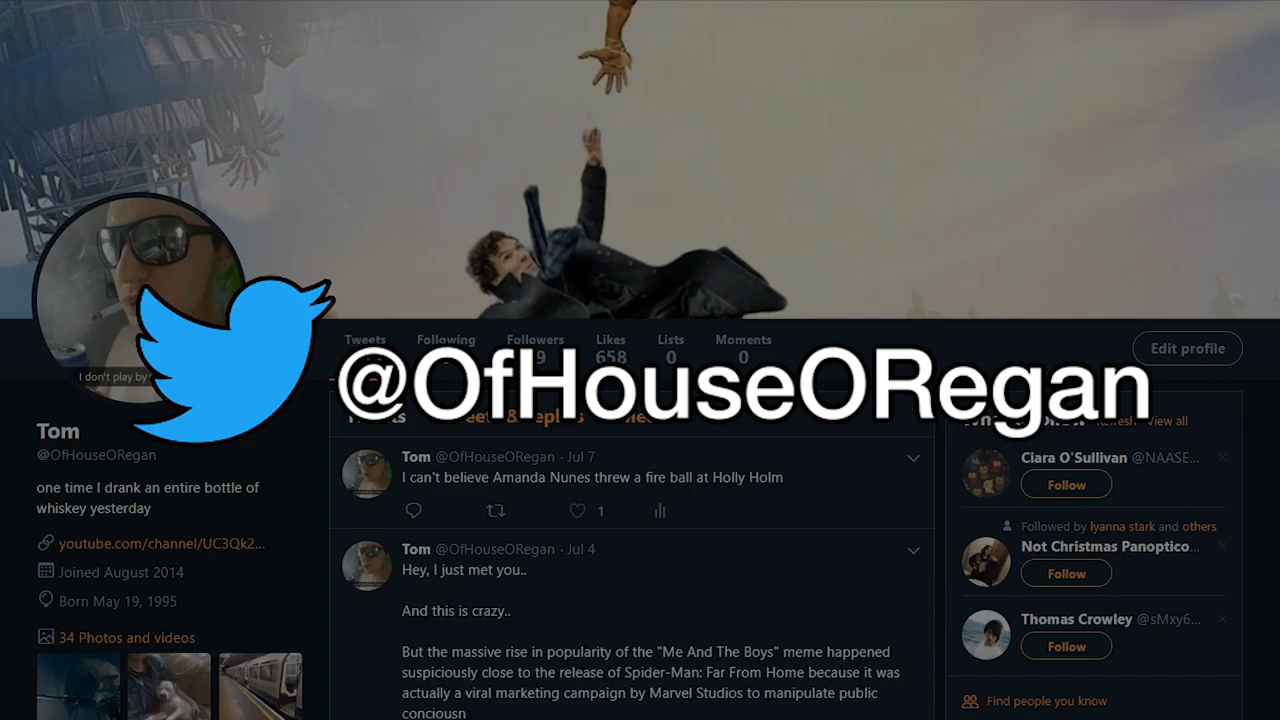 @OfHouseORegan
Tweets Following Followers Likes Lists Moments
9 658 0 0
Edit profile
I don't play by
Tom
@OfHouseORegan
one time I drank an entire bottle of
whiskey yesterday
youtube.com/channel/UC3Qk2...
Joined August 2014
Born May 19, 1995
34 Photos and videos
Tom @OfHouseORegan · Jul 7
I can't believe Amanda Nunes threw a fire ball at Holly Holm
1
Tom @OfHouseORegan · Jul 4
Hey, I just met you..
And this is crazy..
But the massive rise in popularity of the "Me And The Boys" meme happened
suspiciously close to the release of Spider-Man: Far From Home because it was
actually a viral marketing campaign by Marvel Studios to manipulate public
conciousn
View all
Ciara O'Sullivan @NAASE...
Follow
Followed by lyanna stark and others
Not Christmas Panoptico...
Follow
Thomas Crowley @sMxy6...
Follow
Find people you know